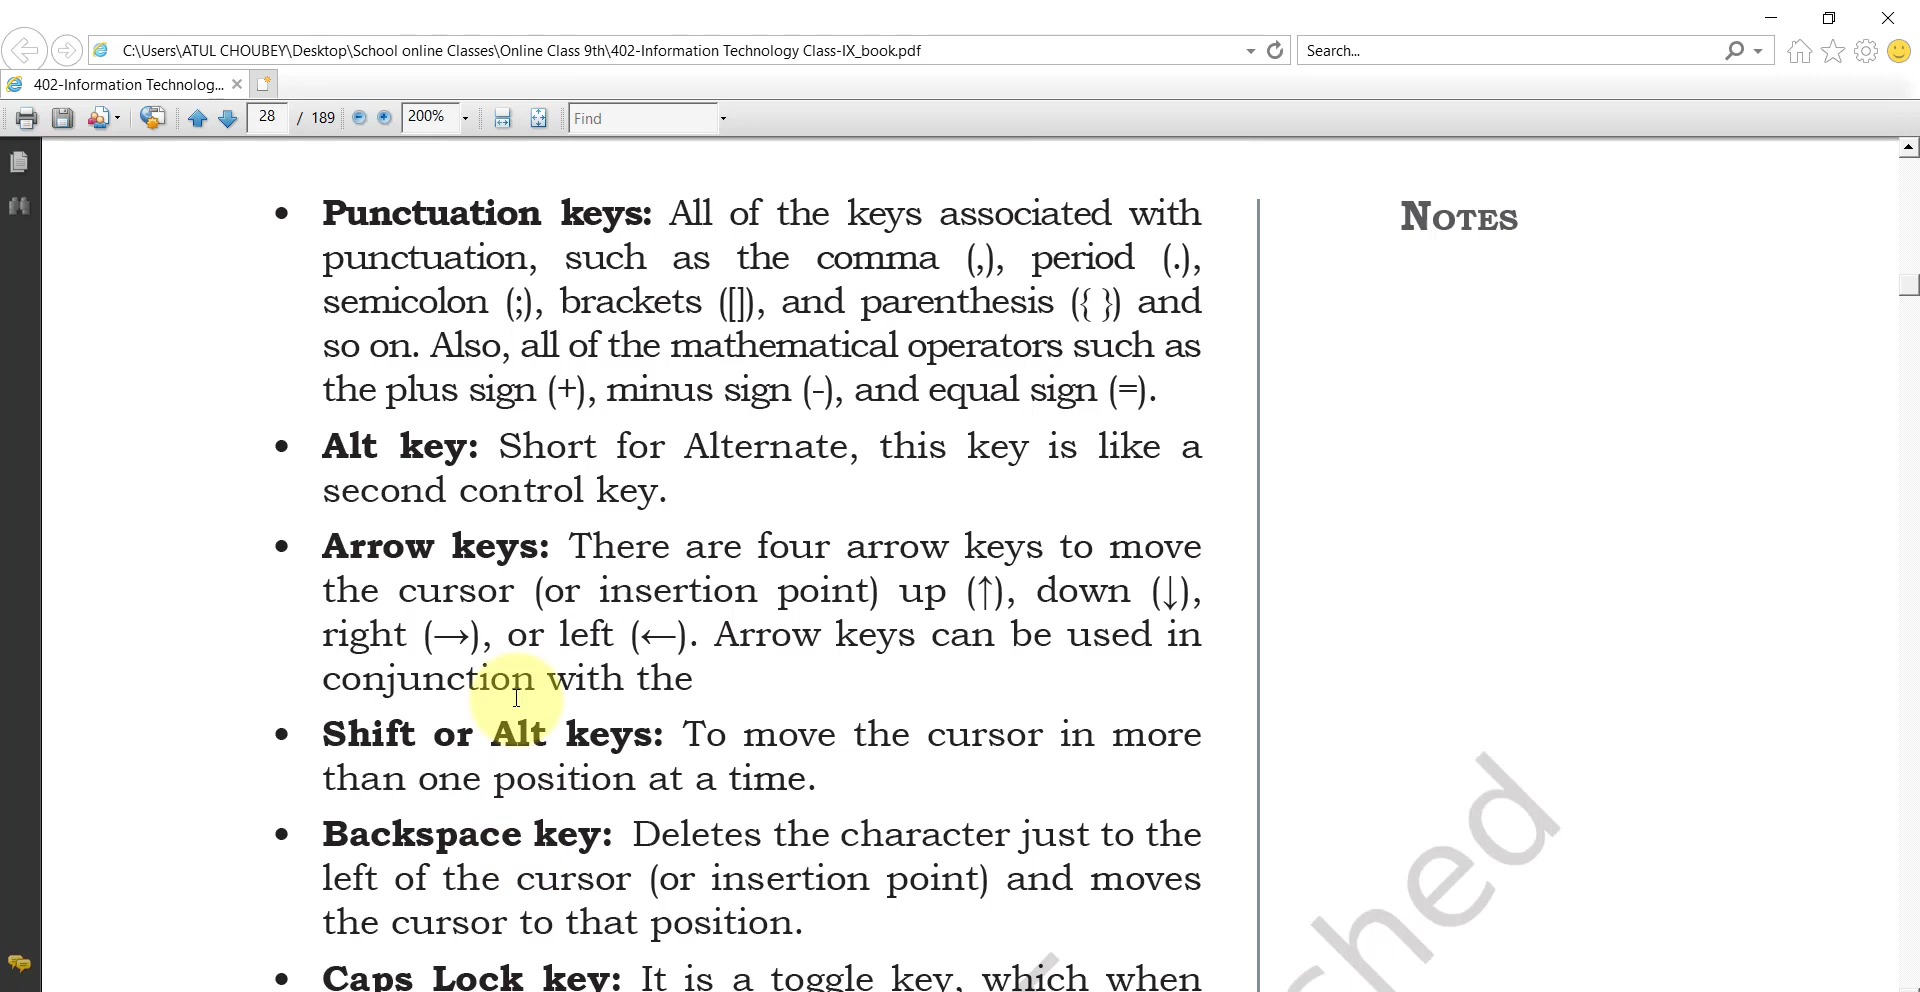 C:\Users\ATUL CHOUBEY\Desktop\School online Classes\Online Class 9th\402-Information Technology Class-IX_book.pdf
Search...
402-Information Technolog...
28 / 189
200%
Find
• Punctuation keys: All of the keys associated with
punctuation, such as the comma (,), period (.),
semicolon (;), brackets ([]), and parenthesis ({ }) and
so on. Also, all of the mathematical operators such as
the plus sign (+), minus sign (-), and equal sign (=).
• Alt key: Short for Alternate, this key is like a
second control key.
• Arrow keys: There are four arrow keys to move
the cursor (or insertion point) up (↑), down (↓),
right (→), or left (←). Arrow keys can be used in
conjunction with the
• Shift or Alt keys: To move the cursor in more
than one position at a time.
• Backspace key: Deletes the character just to the
left of the cursor (or insertion point) and moves
the cursor to that position.
• Caps Lock key: It is a toggle key, which when
NOTES
shed